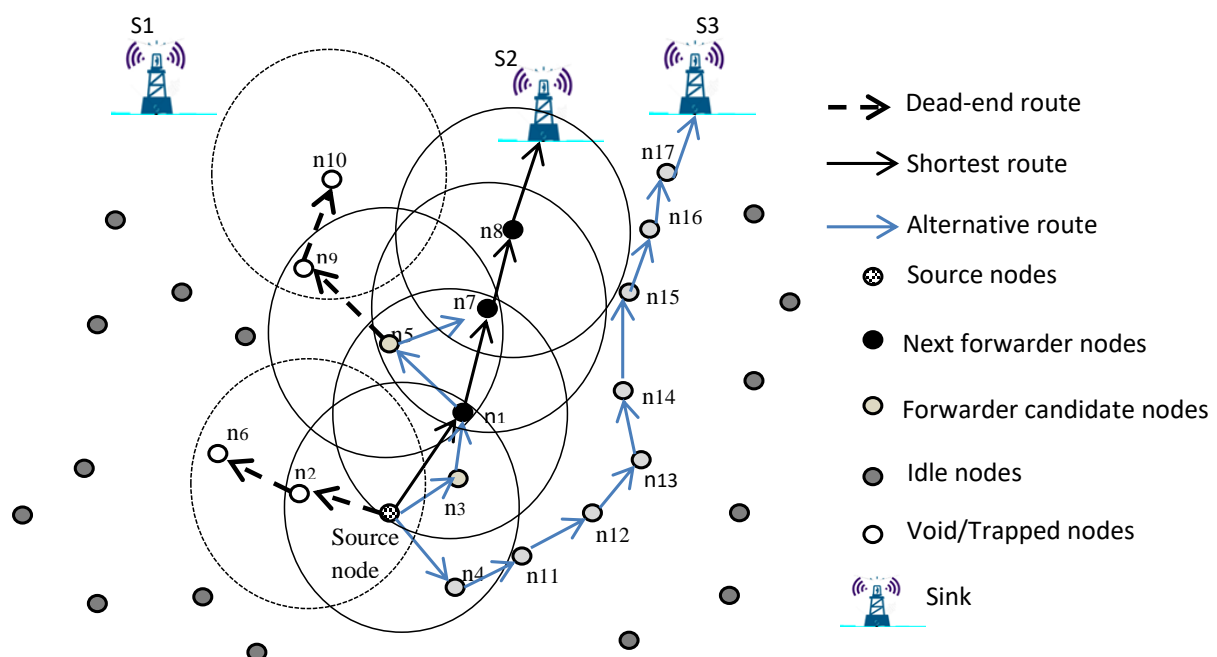 S1
S2
S3
n10
n17
n16
n8
n9
n15
n7
n5
n14
n1
n6
n2
n13
n3
n12
Source
node
n4
n11
Dead-end route
Shortest route
Alternative route
Source nodes
Next forwarder nodes
Forwarder candidate nodes
Idle nodes
Void/Trapped nodes
Sink